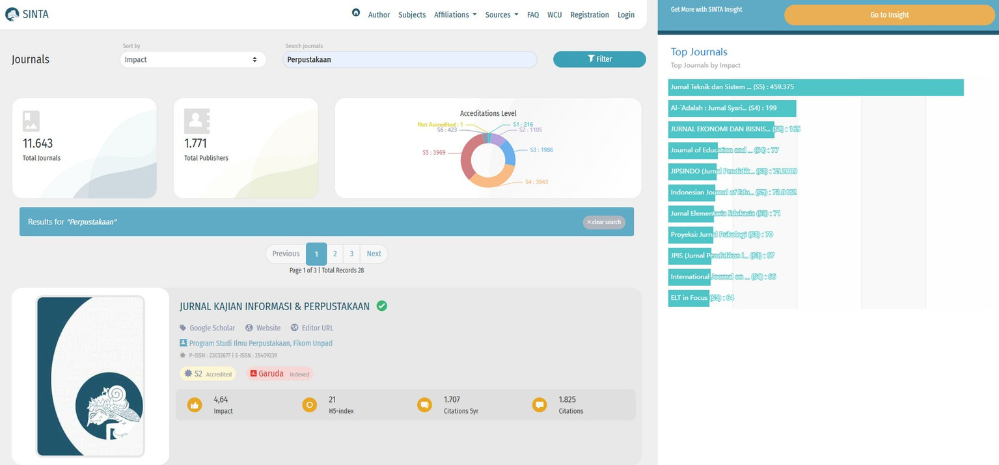 SINTA
Author Subjects Affiliations Sources FAQ WCU Registration Login
Journals
Sort by
Impact
Search journals
Perpustakaan
Filter
11.643
Total Journals
1.771
Total Publishers
Acceditations Level
Not Accredited : 1
S1 : 216
S6 : 423
S2 : 1105
S5 : 3969
S3 : 1986
S4 : 3943
Results for "Perpustakaan"
× clear search
Previous 1 2 3 Next
Page 1 of 3 | Total Records 28
JURNAL KAJIAN INFORMASI & PERPUSTAKAAN
Google Scholar Website Editor URL
Program Studi Ilmu Perpustakaan, Fikom Unpad
P-ISSN : 23032677 | E-ISSN : 25409239
S2 Accredited Garuda Indexed
4,64 21 1.707 1.825
Impact H5-index Citations 5yr Citations
Get More with SINTA Insight
Go to Insight
Top Journals
Top Journals by Impact
Jurnal Teknik dan Sistem ... (S5) : 459.375
Al-`Adalah : Jurnal Syari... (S4) : 199
JURNAL EKONOMI DAN BISNIS... (S2) : 165
Journal of Education and ... (S4) : 77
JIPSINDO (Jurnal Pendidik... (S3) : 75.2889
Indonesian Journal of Edu... (S5) : 73.0462
Jurnal Elementaria Edukasia (S3) : 71
Proyeksi: Jurnal Psikologi (S3) : 70
JPIS (Jurnal Pendidikan I... (S3) : 67
International Journal on ... (S1) : 66
ELT in Focus (S5) : 64